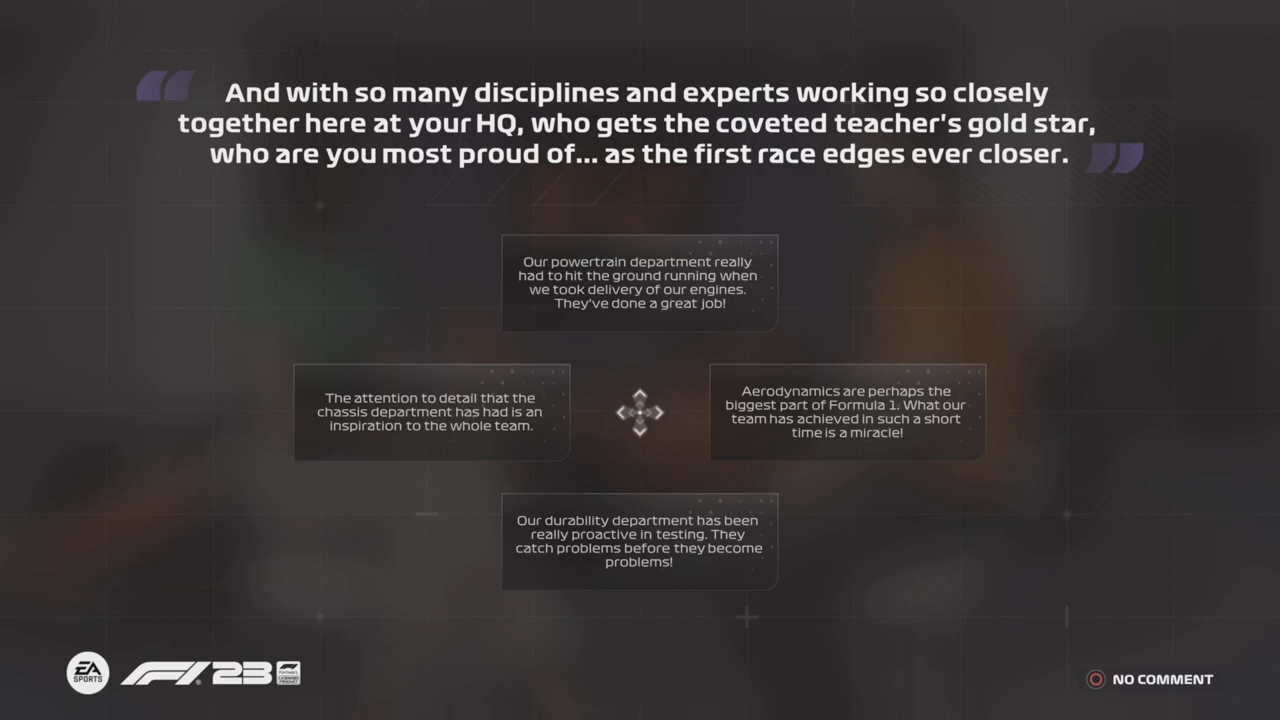 And with so many disciplines and experts working so closely
together here at your HQ, who gets the coveted teacher's gold star,
who are you most proud of... as the first race edges ever closer.
Our powertrain department really
had to hit the ground running when
we took delivery of our engines.
They've done a great job!
The attention to detail that the
chassis department has had is an
inspiration to the whole team.
Aerodynamics are perhaps the
biggest part of Formula 1. What our
team has achieved in such a short
time is a miracle!
Our durability department has been
really proactive in testing. They
catch problems before they become
problems!
EA
SPORTS
F1 23
NO COMMENT